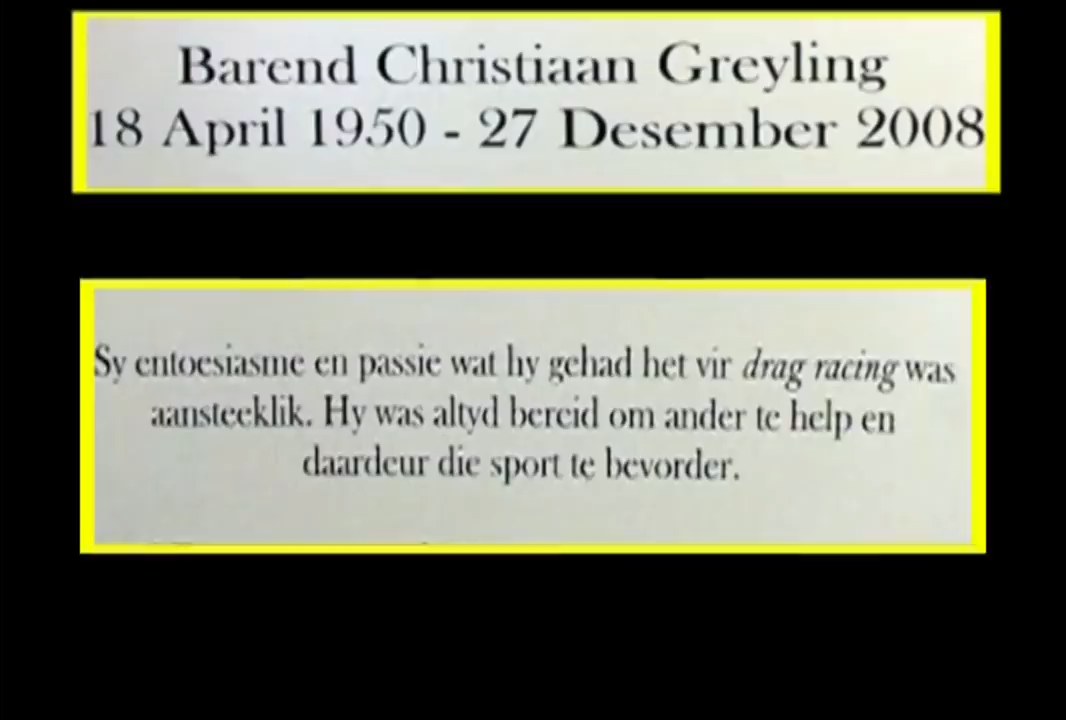 Barend Christiaan Greyling
18 April 1950 - 27 Desember 2008
Sy entoesiasme en passie wat hy gehad het vir drag racing was
aansteeklik. Hy was altyd bereid om ander te help en
daardeur die sport te bevorder.